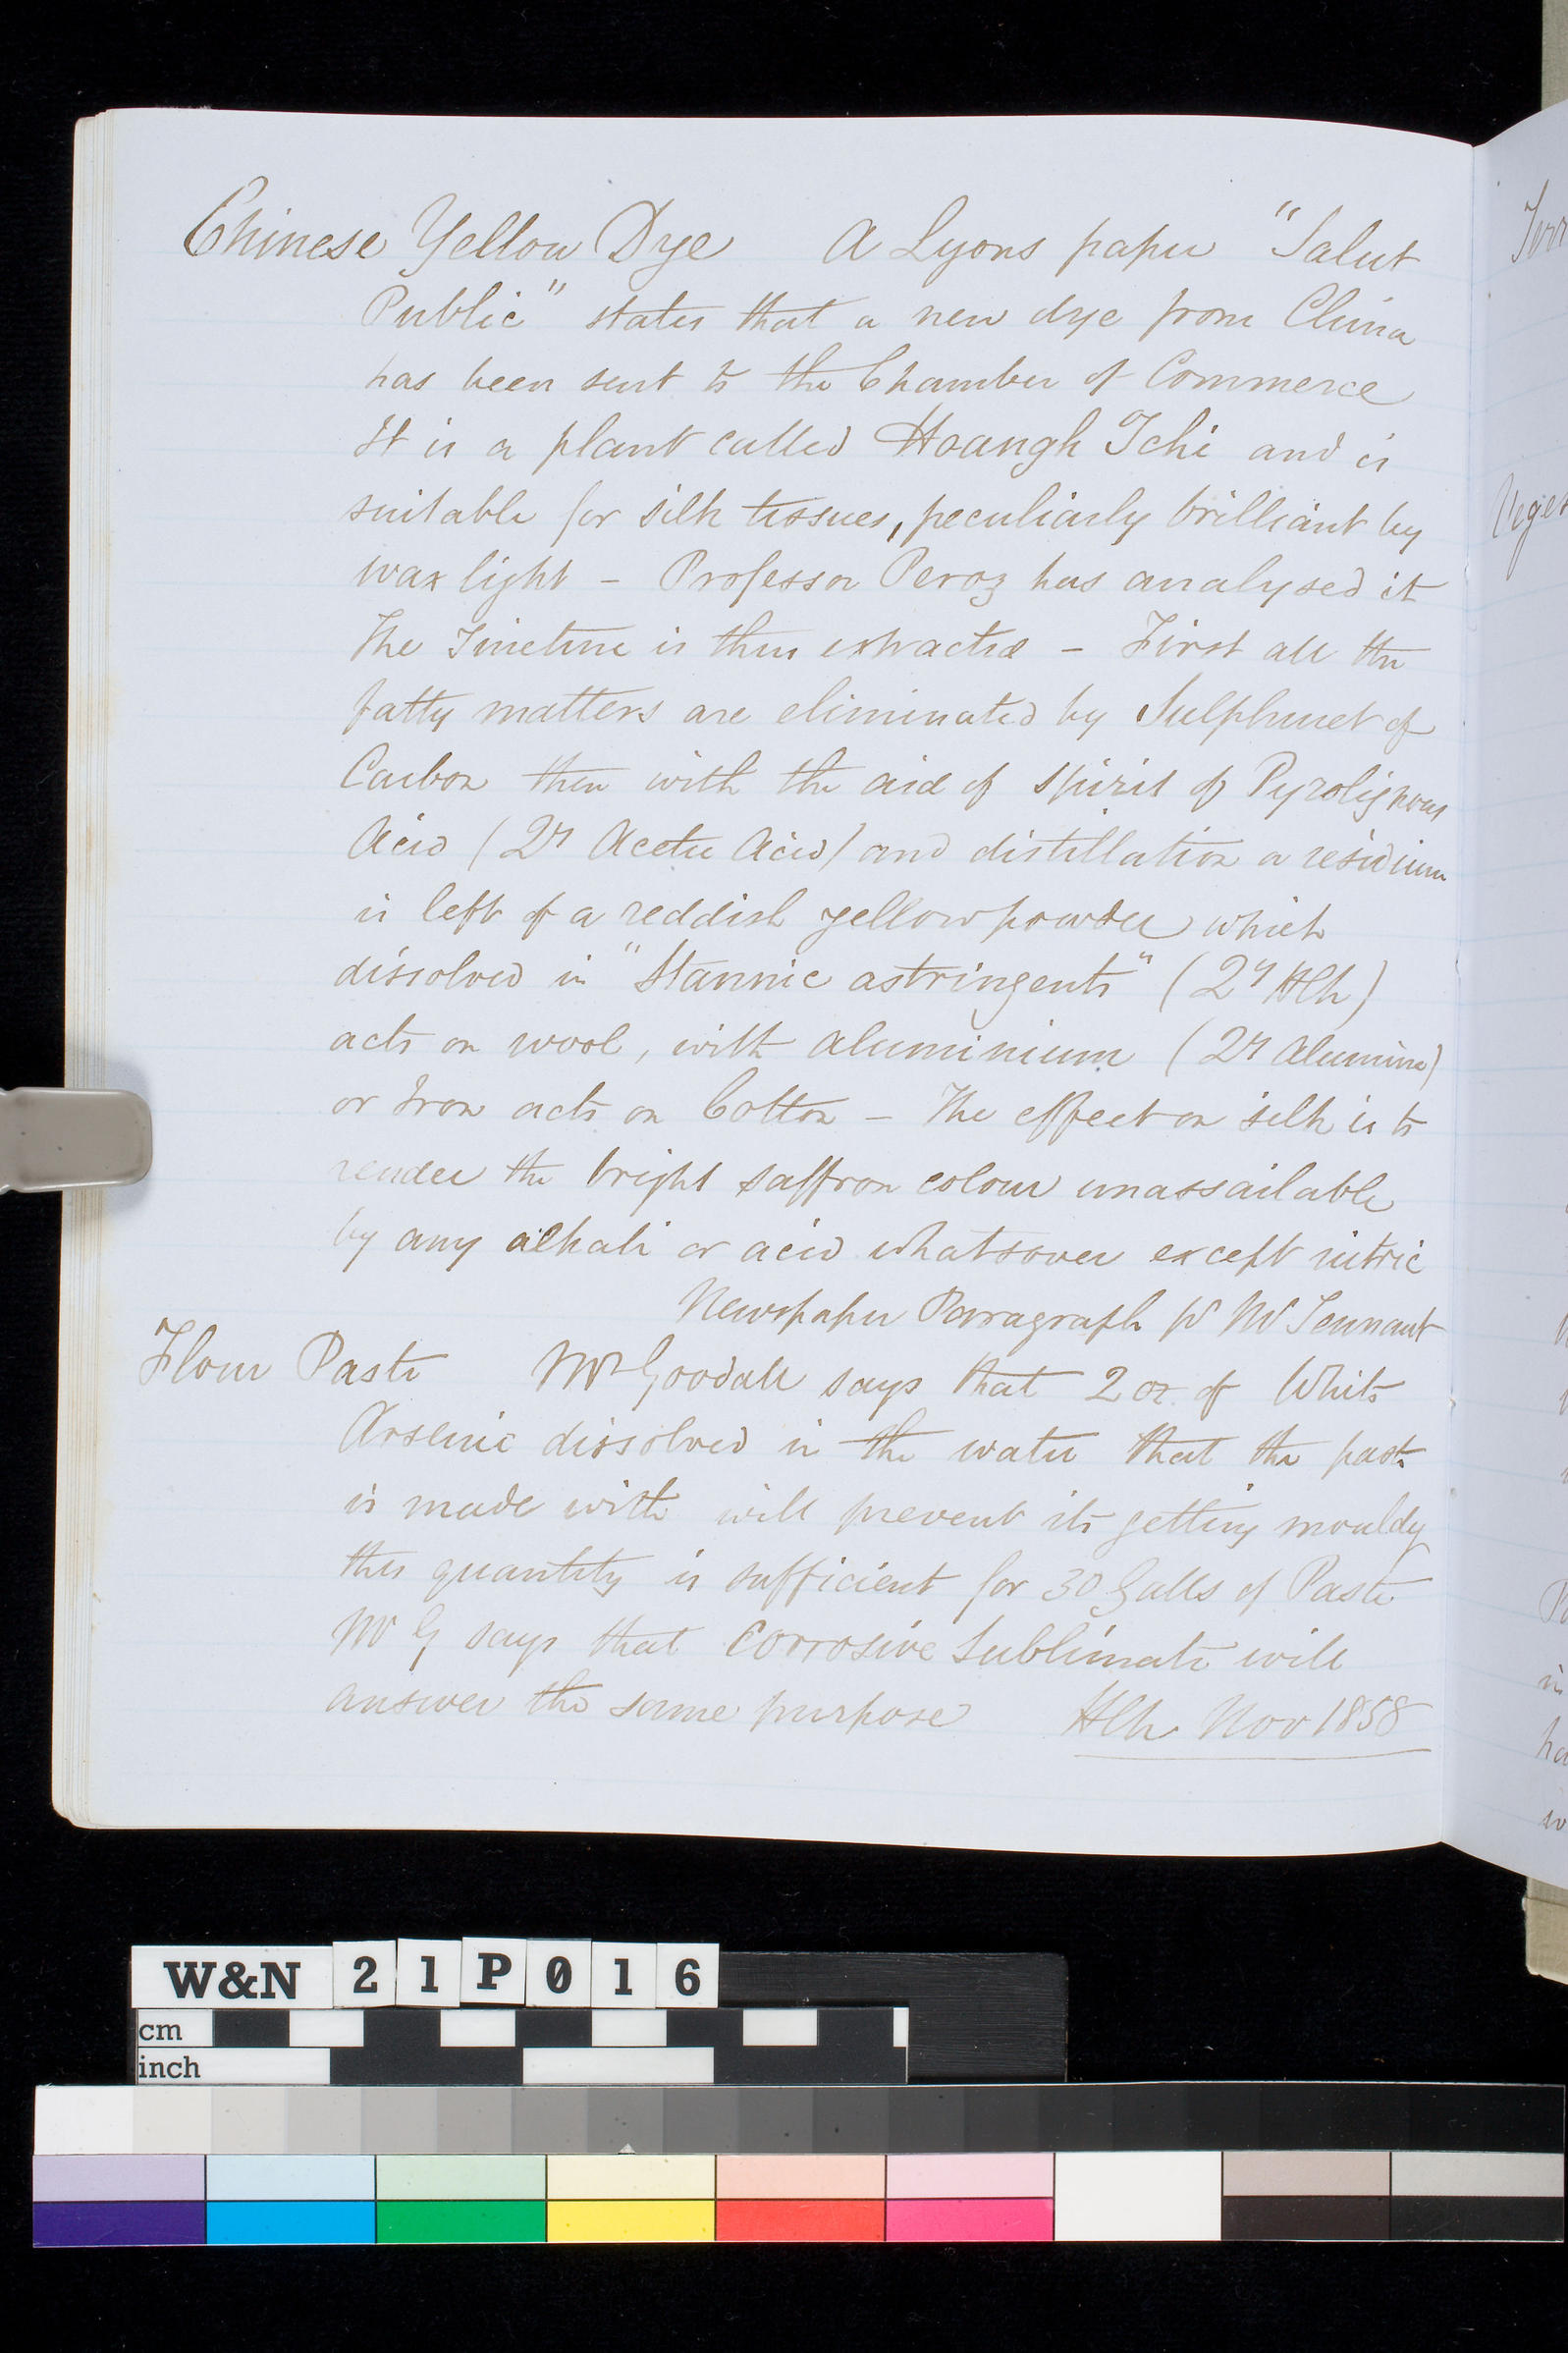 Chinese Yellow Dye A Lyons paper "Salut
Public" states that a new dye from China
has been sent to the Chamber of Commerce
It is a plant called Hoangh Tchi and is
suitable for silk tissues, peculiarly brilliant by
wax light - Professor Peroz has analysed it
The Tincture is thus extracted - First all the
fatty matters are eliminated by Sulphuret of
Carbon then with the aid of spirit of Pyrolignous
Acid (Qy Acetic Acid) and distillation a residium
is left of a reddish yellow powder which
dissolved in "Stannic astringents" (Qy HCh)
acts on wool, with aluminium (Qy Alumina)
or Iron acts on Cotton - The effect on silk is to
render the bright saffron colour unassailable
by any alkali or acid whatsover except nitric
Newspaper Paragraph pr Mr Tennant
Flour Paste Mr Goodall says that 2 oz. of White
Arsenic dissolved in the water that the paste
is made with will prevent its getting mouldy
this quantity is sufficient for 30 Galls of Paste
Mr G says that Corrosive Sublimate will
answer the same purpose HCh Nov 1858
W&N 21P016
cm
inch